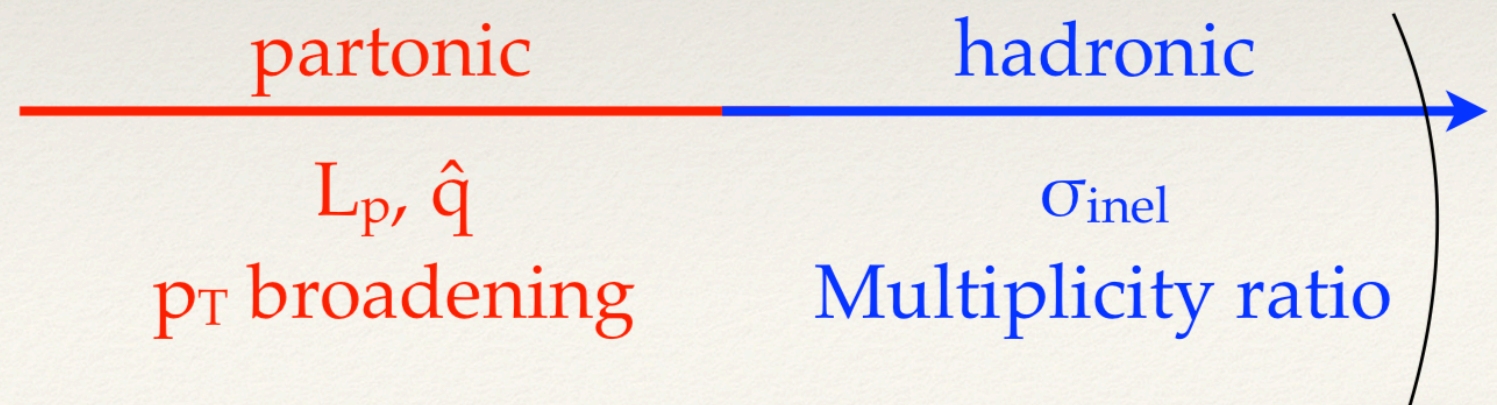 partonic hadronic
Lp, q̂ σinel
pT broadening Multiplicity ratio